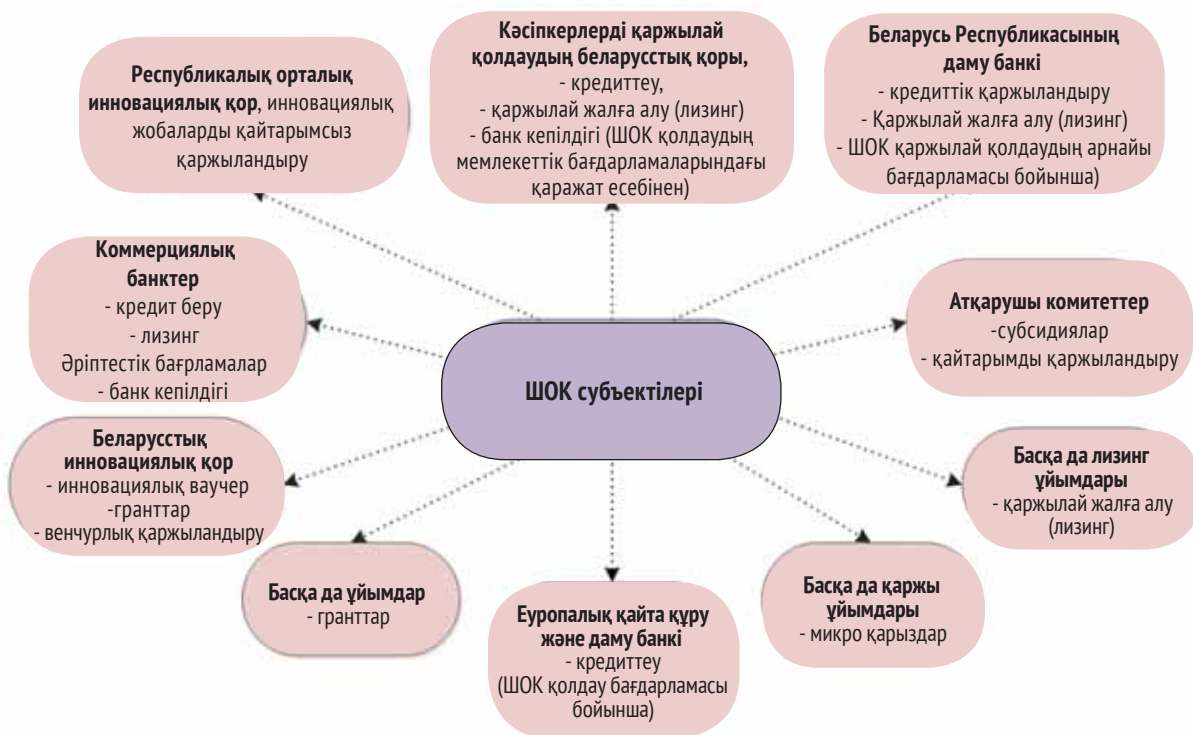 Республикалық орталық
инновациялық қор, инновациялық
жобаларды қайтарымсыз
қаржыландыру
Кәсіпкерлерді қаржылай
қолдаудың беларусстық қоры,
- кредиттеу,
- қаржылай жалға алу (лизинг)
- банк кепілдігі (ШОК қолдаудың
мемлекеттік бағдарламаларындағы
қаражат есебінен)
Беларусь Республикасының
даму банкі
- кредиттік қаржыландыру
- Қаржылай жалға алу (лизинг)
- ШОК қаржылай қолдаудың арнайы
бағдарламасы бойынша)
Коммерциялық
банктер
- кредит беру
- лизинг
Әріптестік бағрламалар
- банк кепілдігі
Атқарушы комитеттер
-субсидиялар
- қайтарымды қаржыландыру
ШОК субъектілері
Беларусстық
инновациялық қор
- инновациялық ваучер
-гранттар
- венчурлық қаржыландыру
Басқа да лизинг
ұйымдары
- қаржылай жалға алу
(лизинг)
Басқа да ұйымдар
- гранттар
Еуропалық қайта құру
және даму банкі
- кредиттеу
(ШОК қолдау бағдарламасы
бойынша)
Басқа да қаржы
ұйымдары
- микро қарыздар